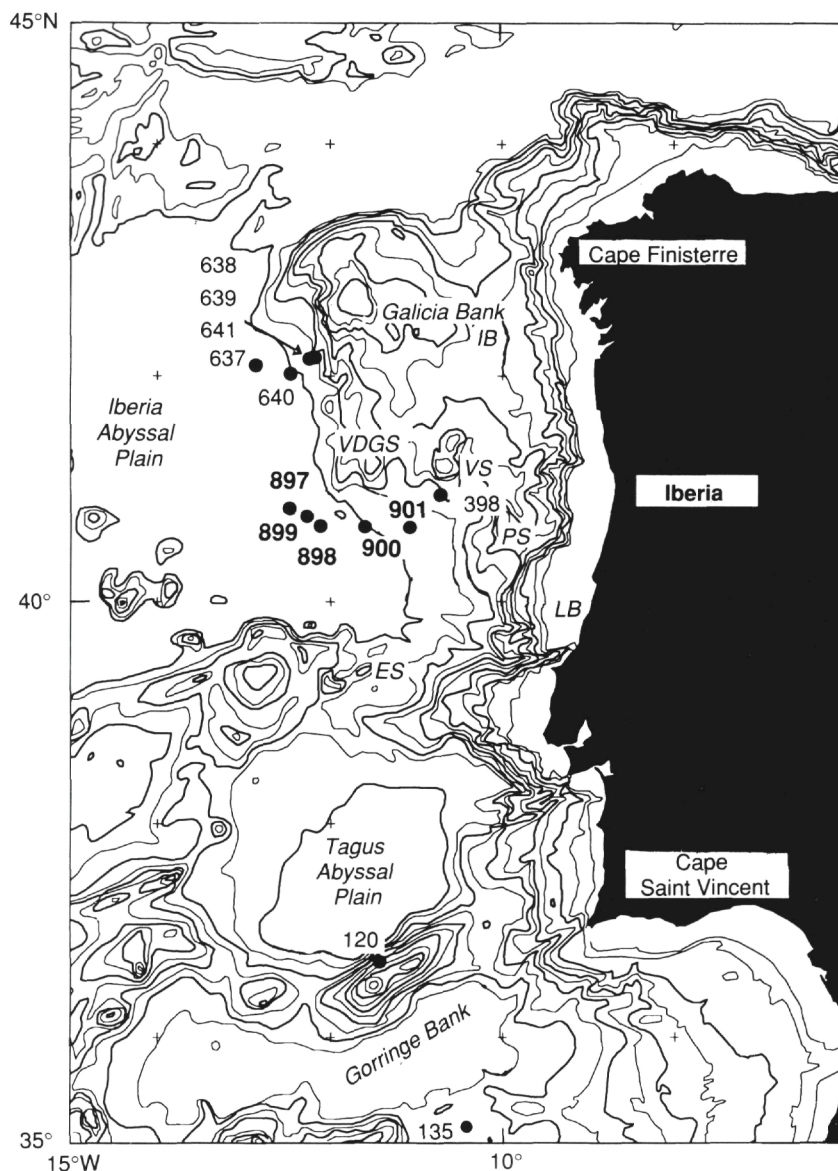 45°N
Cape Finisterre
638
639
641
637
640
Galicia Bank
IB
Iberia
Abyssal
Plain
VDGS
VS
398
897
899
898
900
901
PS
Iberia
40°
LB
ES
Tagus
Abyssal
Plain
Cape
Saint Vincent
120
Gorringe Bank
135
35°
15°W
10°